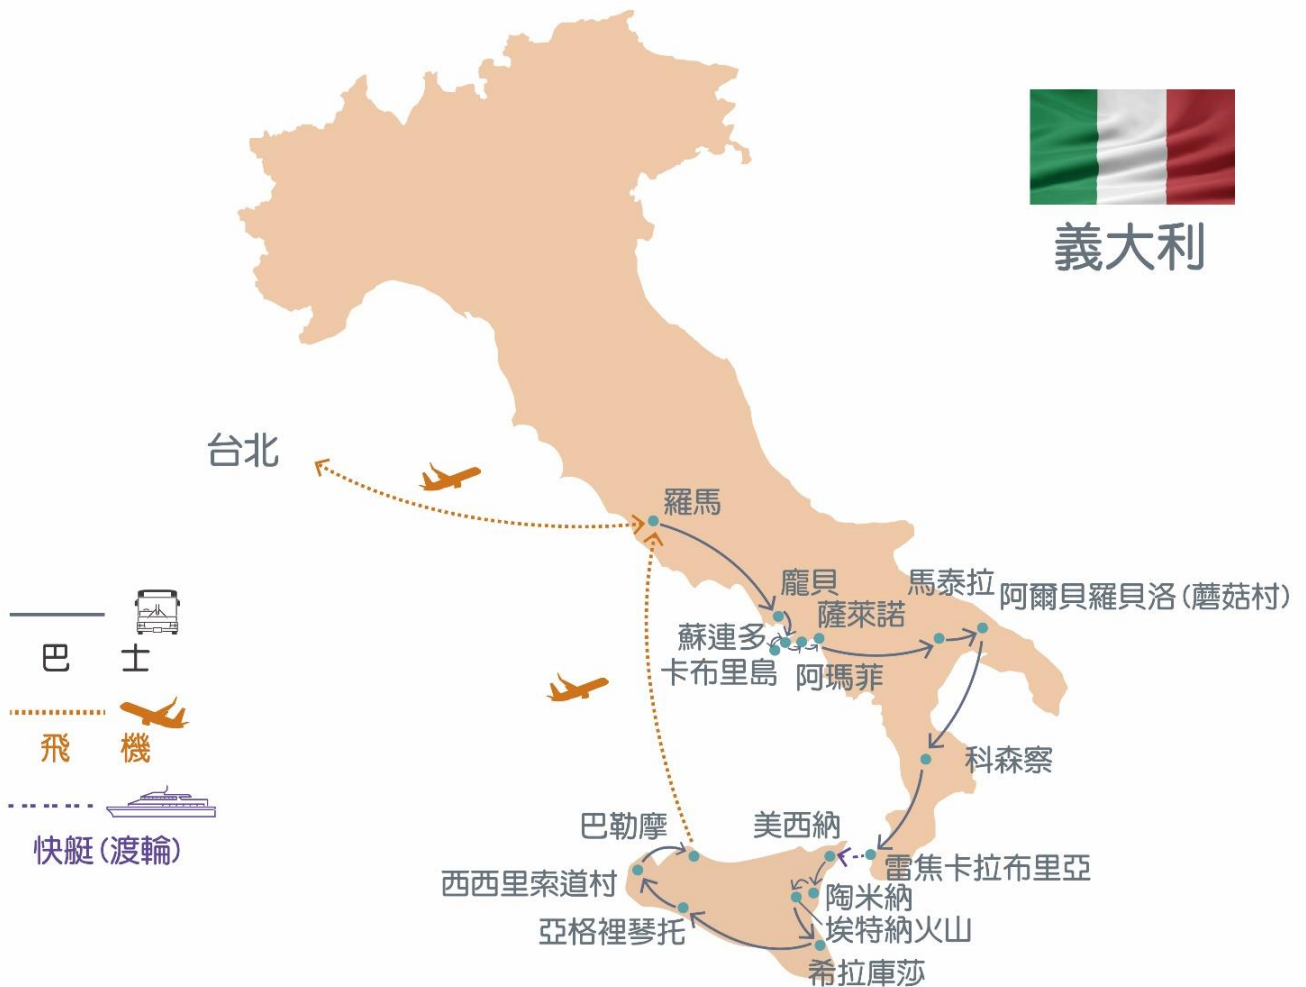 義大利
台北
羅馬
龐貝
馬泰拉
阿爾貝羅貝洛(蘑菇村)
薩萊諾
蘇連多
卡布里島
阿瑪菲
巴 士
飛 機
快艇(渡輪)
科森察
巴勒摩
美西納
雷焦卡拉布里亞
西西里索道村
陶米納
亞格裡琴托
埃特納火山
希拉庫莎